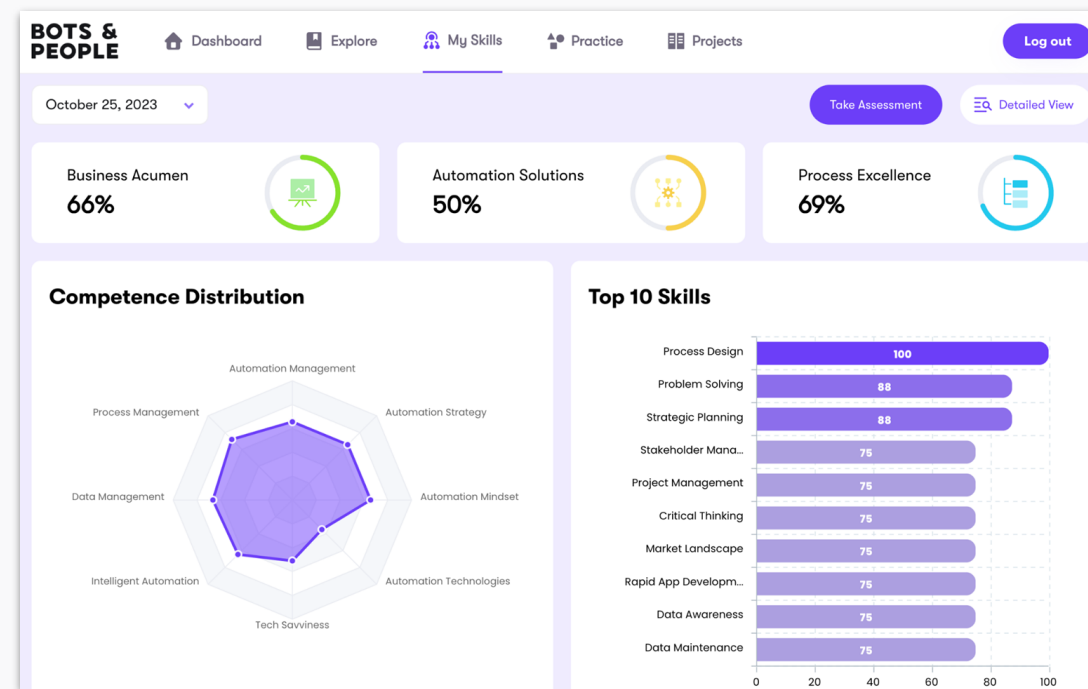 BOTS &
PEOPLE
Dashboard
Explore
My Skills
Practice
Projects
Log out
October 25, 2023
Take Assessment
Detailed View
Business Acumen
66%
Automation Solutions
50%
Process Excellence
69%
Competence Distribution
Automation Management
Process Management
Automation Strategy
Data Management
Automation Mindset
Intelligent Automation
Automation Technologies
Tech Savviness
Top 10 Skills
Process Design 100
Problem Solving 88
Strategic Planning 88
Stakeholder Mana... 75
Project Management 75
Critical Thinking 75
Market Landscape 75
Rapid App Developm... 75
Data Awareness 75
Data Maintenance 75
0 20 40 60 80 100